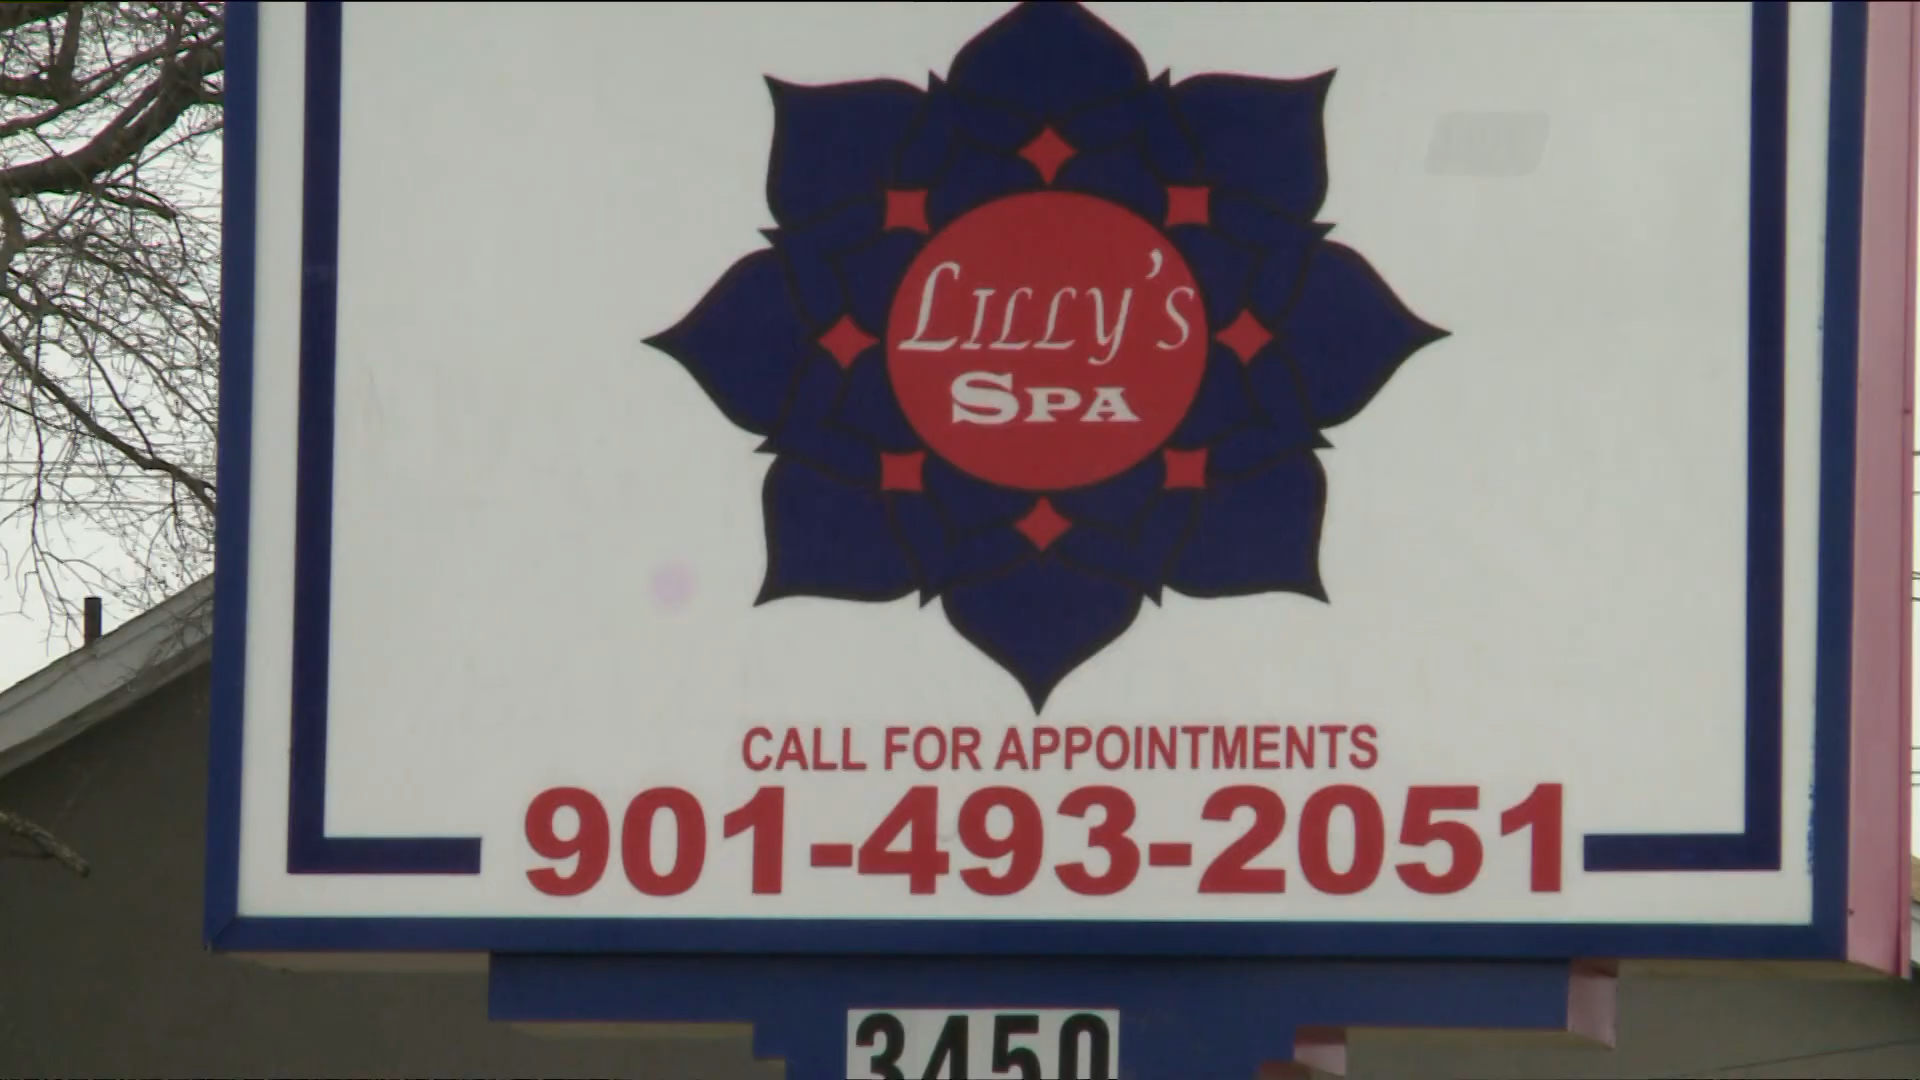 Lilly's
Spa
CALL FOR APPOINTMENTS
901-493-2051
3450